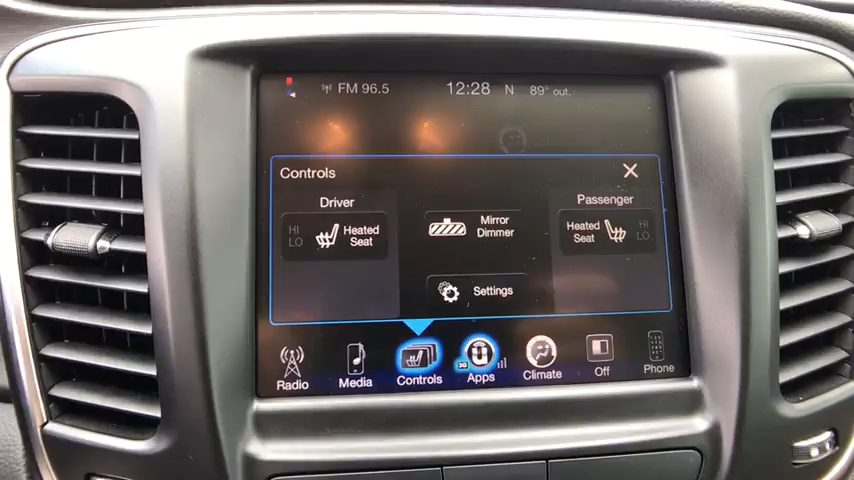 FM 96.5
12:28
N
89° out.
Controls
X
Driver
Passenger
HI
LO
Heated
Seat
Mirror
Dimmer
Heated
Seat
HI
LO
Settings
Radio
Media
Controls
3G
Apps
Climate
Off
Phone